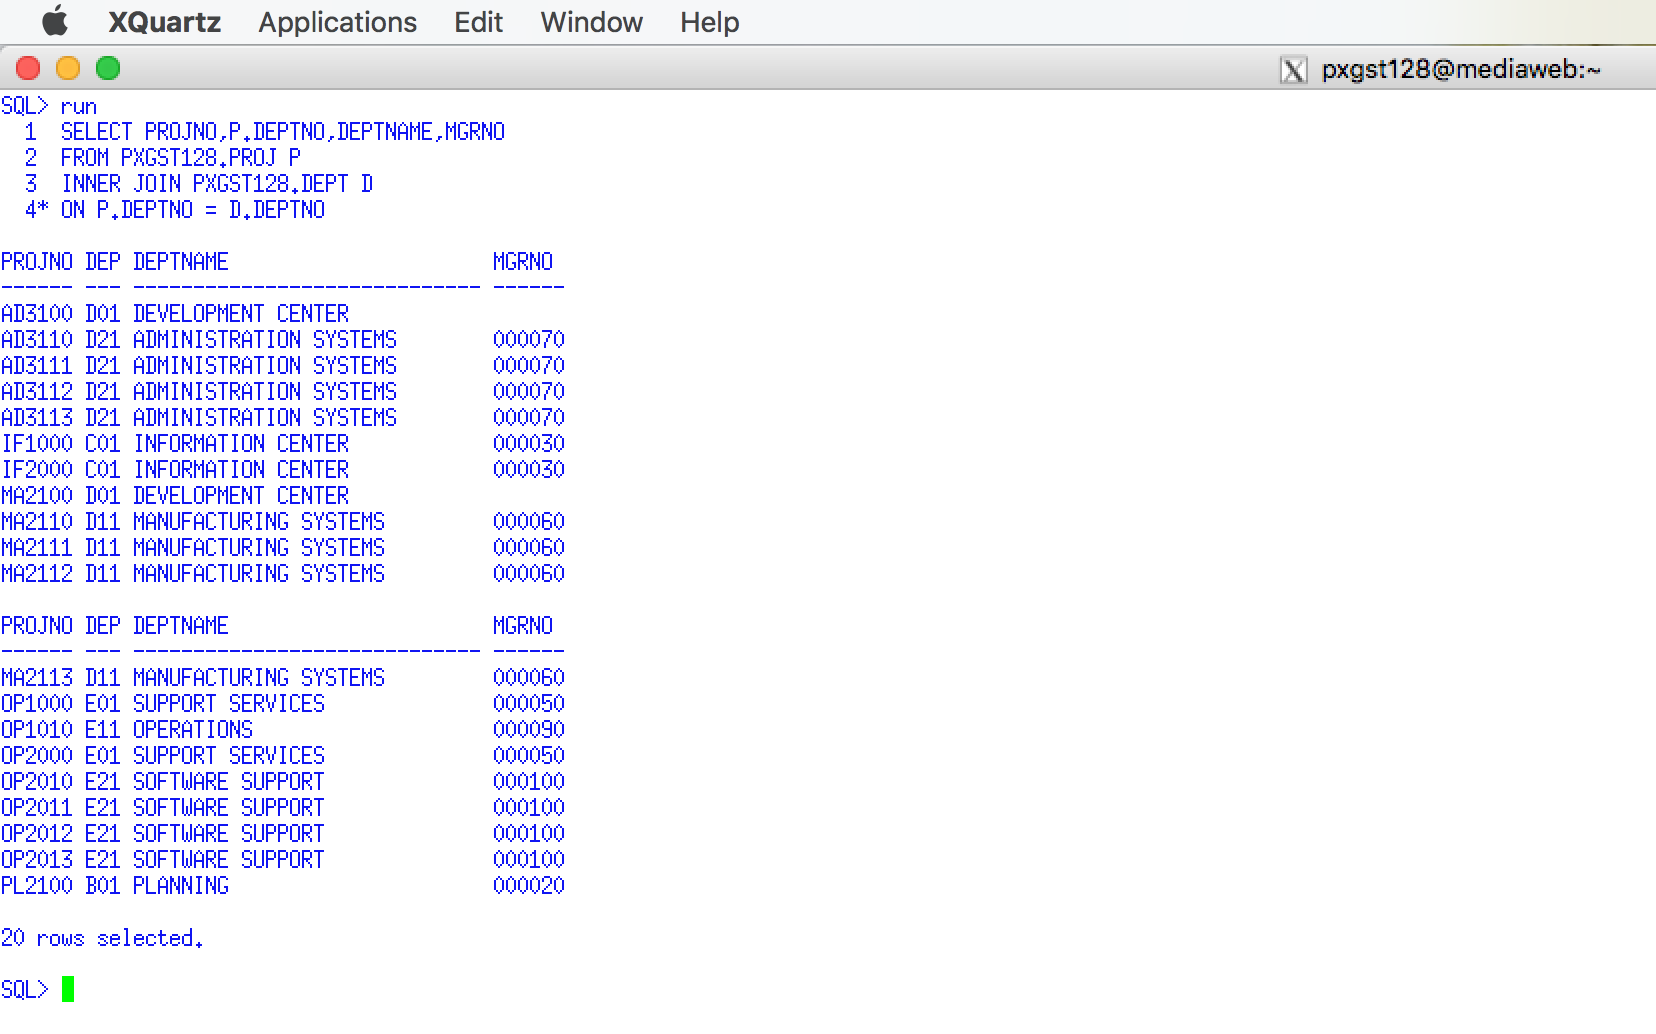 XQuartz Applications Edit Window Help
pxgst128@mediaweb:~
SQL> run
  1  SELECT PROJNO,P.DEPTNO,DEPTNAME,MGRNO
  2  FROM PXGST128.PROJ P
  3  INNER JOIN PXGST128.DEPT D
  4* ON P.DEPTNO = D.DEPTNO

PROJNO DEP DEPTNAME                      MGRNO
------ --- ----------------------------- ------
AD3100 D01 DEVELOPMENT CENTER
AD3110 D21 ADMINISTRATION SYSTEMS        000070
AD3111 D21 ADMINISTRATION SYSTEMS        000070
AD3112 D21 ADMINISTRATION SYSTEMS        000070
AD3113 D21 ADMINISTRATION SYSTEMS        000070
IF1000 C01 INFORMATION CENTER            000030
IF2000 C01 INFORMATION CENTER            000030
MA2100 D01 DEVELOPMENT CENTER
MA2110 D11 MANUFACTURING SYSTEMS         000060
MA2111 D11 MANUFACTURING SYSTEMS         000060
MA2112 D11 MANUFACTURING SYSTEMS         000060

PROJNO DEP DEPTNAME                      MGRNO
------ --- ----------------------------- ------
MA2113 D11 MANUFACTURING SYSTEMS         000060
OP1000 E01 SUPPORT SERVICES              000050
OP1010 E11 OPERATIONS                    000090
OP2000 E01 SUPPORT SERVICES              000050
OP2010 E21 SOFTWARE SUPPORT              000100
OP2011 E21 SOFTWARE SUPPORT              000100
OP2012 E21 SOFTWARE SUPPORT              000100
OP2013 E21 SOFTWARE SUPPORT              000100
PL2100 B01 PLANNING                      000020

20 rows selected.

SQL>